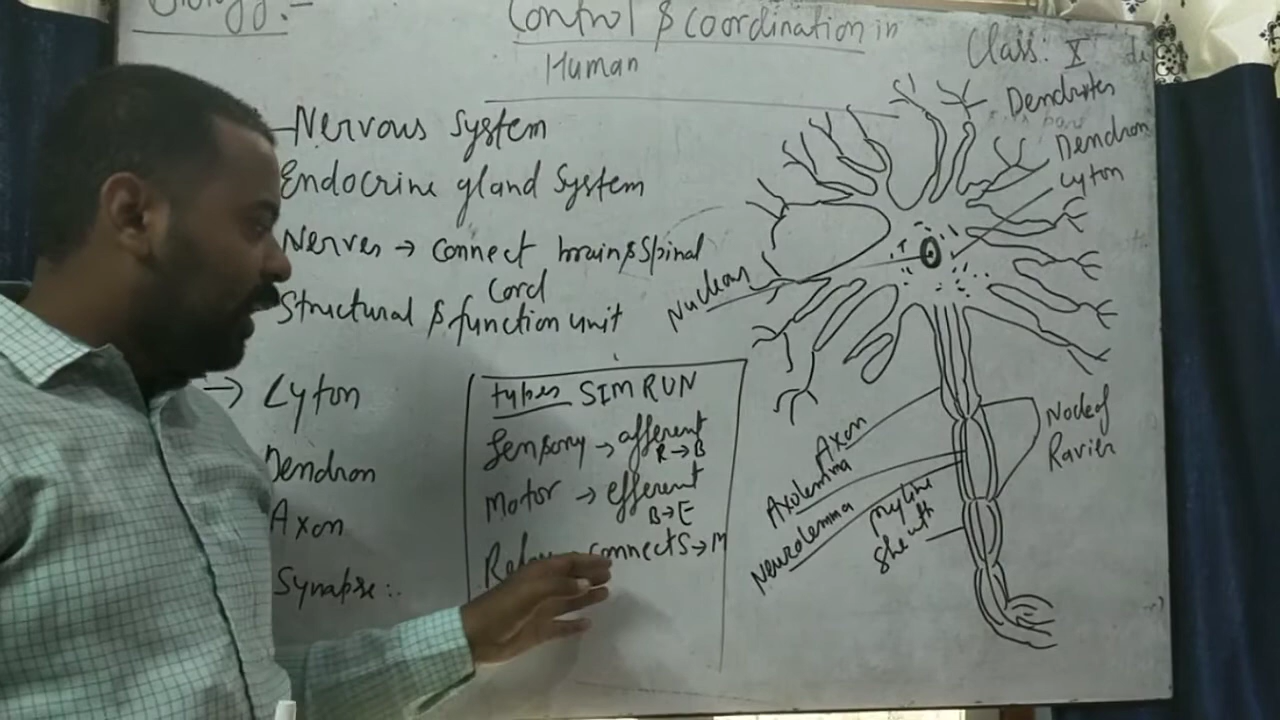 Biology:-
Control & Coordination in
Human
Class: X
Nervous System
Endocrine gland System
Nerves → connect brain & Spinal
Cord
Structural & function unit
→ Cyton
Dendron
Axon
Synapse:.
types SIMRUN
Sensory → afferent
R → B
Motor → efferent
B → E
Connects → M
Dendrites
Dendron
Cyton
Nucleus
Axon
Axolemma
Neurolemma
myline
shewth
Node of
Ravier